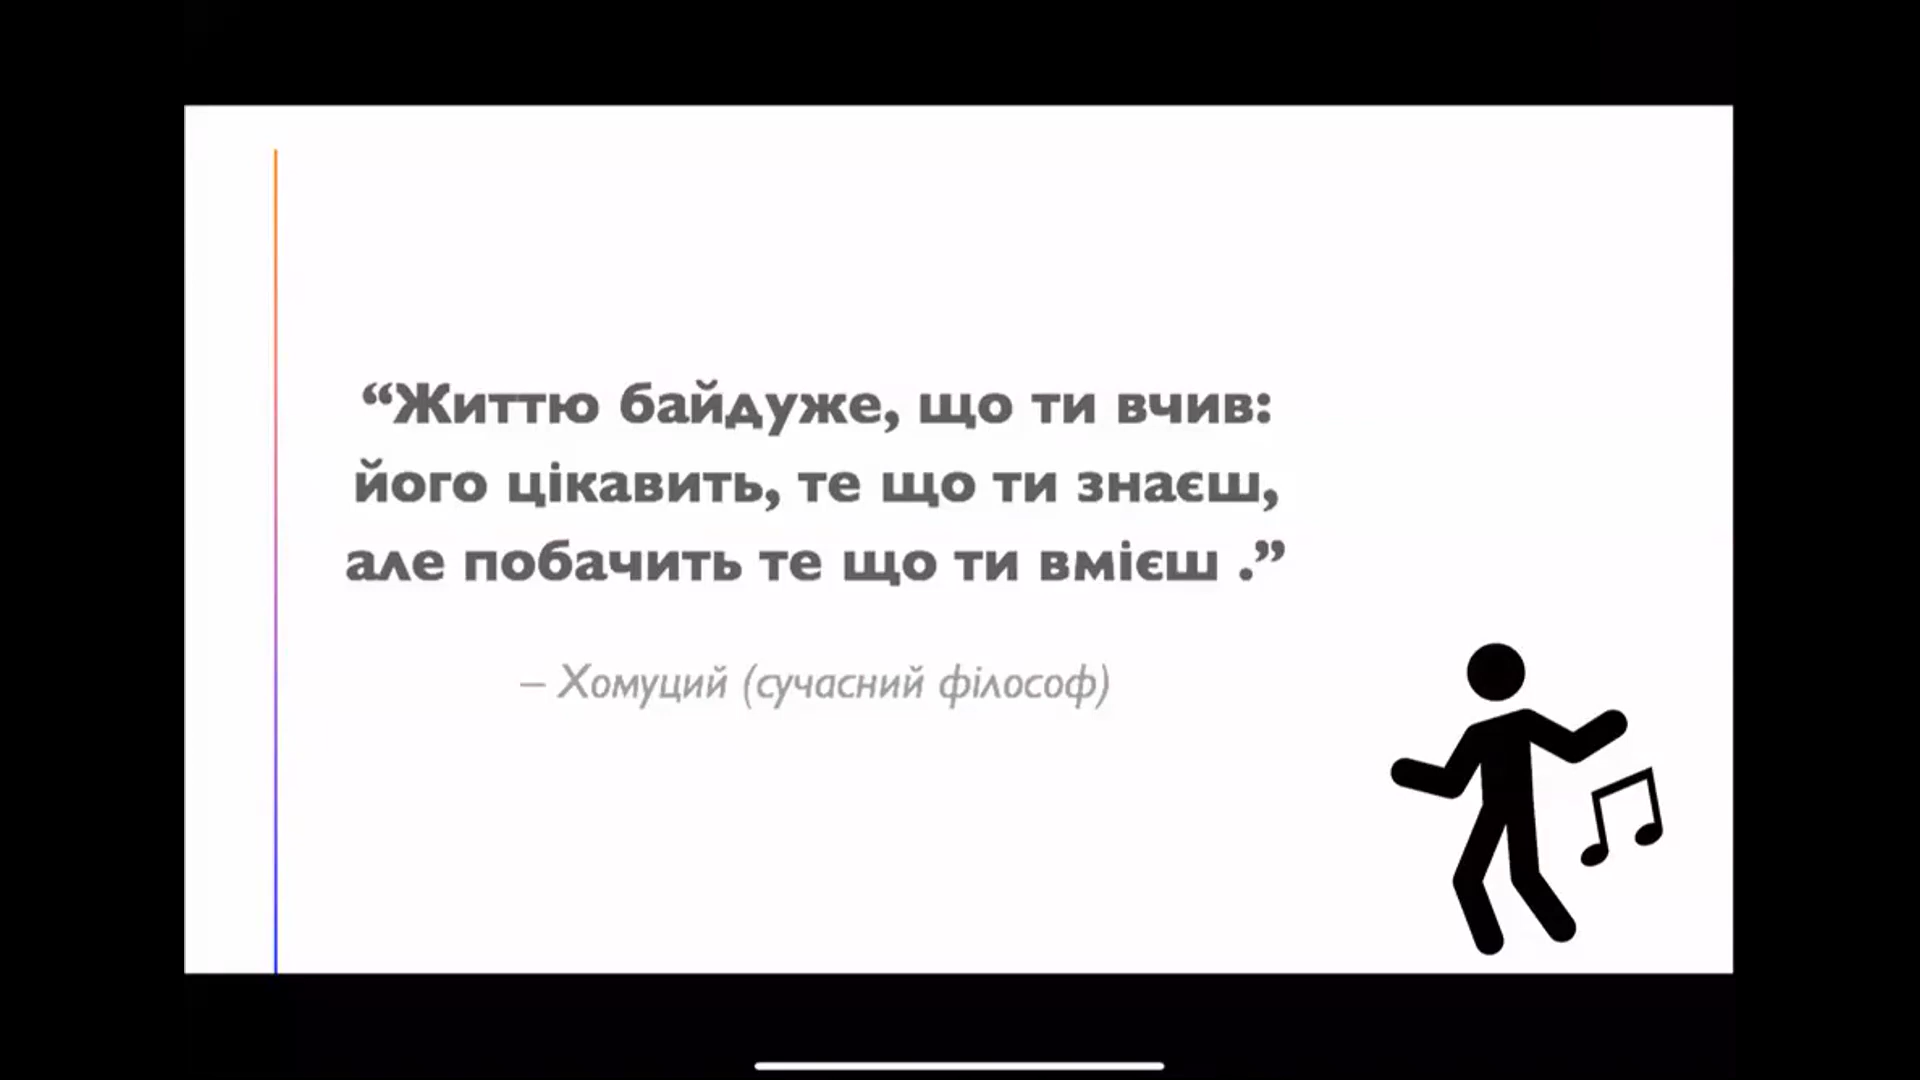 “Життю байдуже, що ти вчив:
його цікавить, те що ти знаєш,
але побачить те що ти вмієш .”
– Хомуций (сучасний філософ)